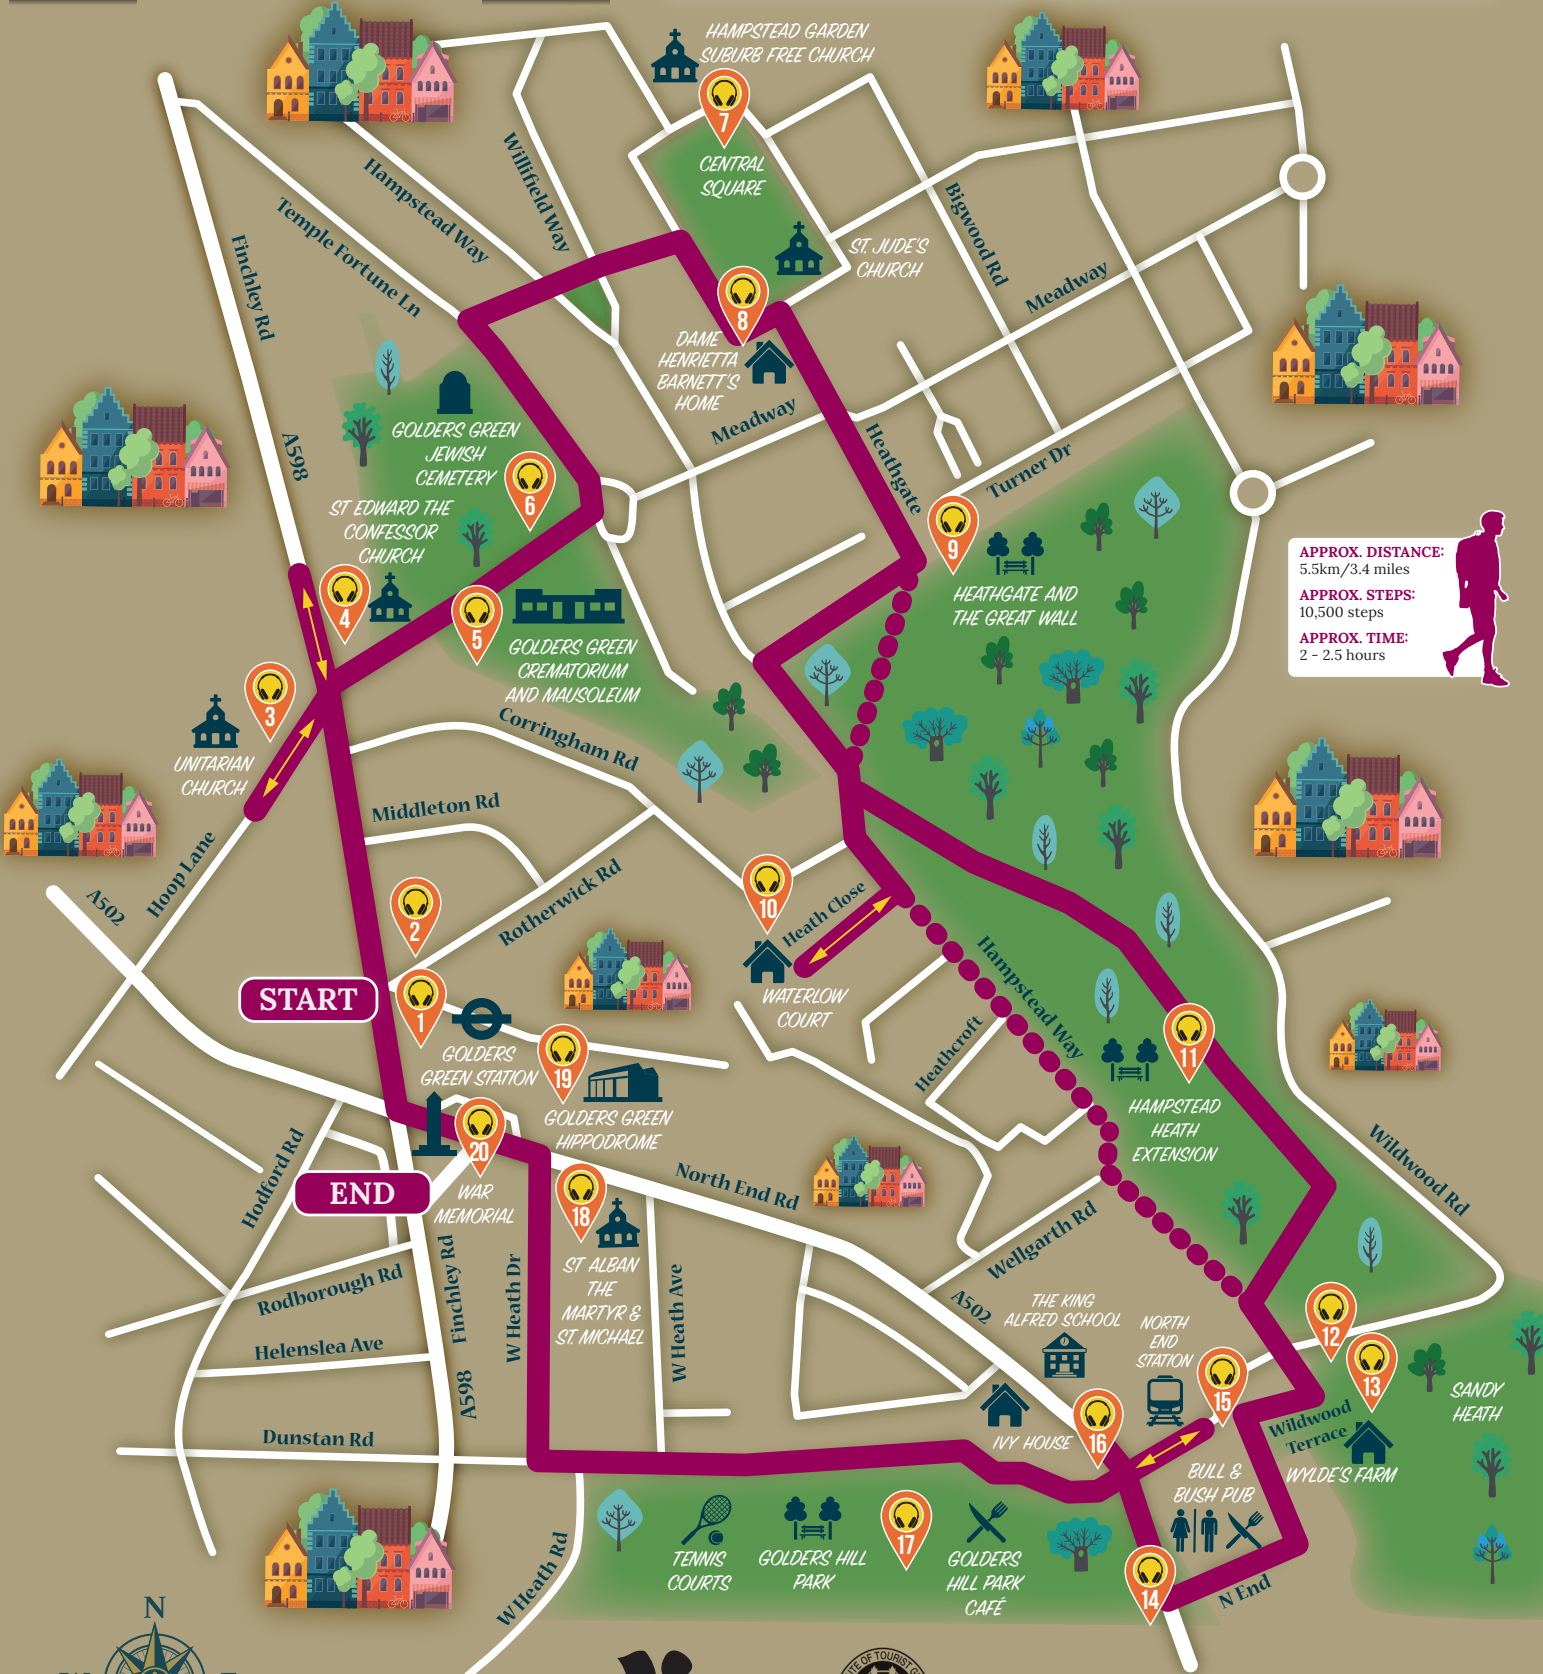 HAMPSTEAD GARDEN
SUBURB FREE CHURCH
7
CENTRAL
SQUARE
Willifield Way
Hampstead Way
Temple Fortune Ln
Finchley Rd
Bigwood Rd
ST. JUDE'S
CHURCH
Meadway
8
DAME
HENRIETTA
BARNETT'S
HOME
Meadway
Heathgate
Turner Dr
A598
GOLDERS GREEN
JEWISH
CEMETERY
6
ST EDWARD THE
CONFESSOR
CHURCH
4
5
GOLDERS GREEN
CREMATORIUM
AND MAUSOLEUM
9
HEATHGATE AND
THE GREAT WALL
APPROX. DISTANCE:
5.5km/3.4 miles
APPROX. STEPS:
10,500 steps
APPROX. TIME:
2 - 2.5 hours
3
UNITARIAN
CHURCH
Corringham Rd
Middleton Rd
Hoop Lane
A502
Rotherwick Rd
2
10
Heath Close
WATERLOW
COURT
START
1
GOLDERS
GREEN STATION
19
GOLDERS GREEN
HIPPODROME
Hampstead Way
Heathcroft
11
HAMPSTEAD
HEATH
EXTENSION
Wildwood Rd
20
END
WAR
MEMORIAL
18
ST ALBAN
THE
MARTYR &
ST. MICHAEL
North End Rd
Hodford Rd
Rodborough Rd
Finchley Rd
W Heath Dr
W Heath Ave
Helenslea Ave
A598
Dunstan Rd
Wellgarth Rd
A502
THE KING
ALFRED SCHOOL
NORTH
END
STATION
12
13
15
16
IVY HOUSE
SANDY
HEATH
Wildwood
Terrace
WYLDE'S FARM
BULL &
BUSH PUB
TENNIS
COURTS
GOLDERS HILL
PARK
17
GOLDERS
HILL PARK
CAFÉ
14
N End
W Heath Rd
N